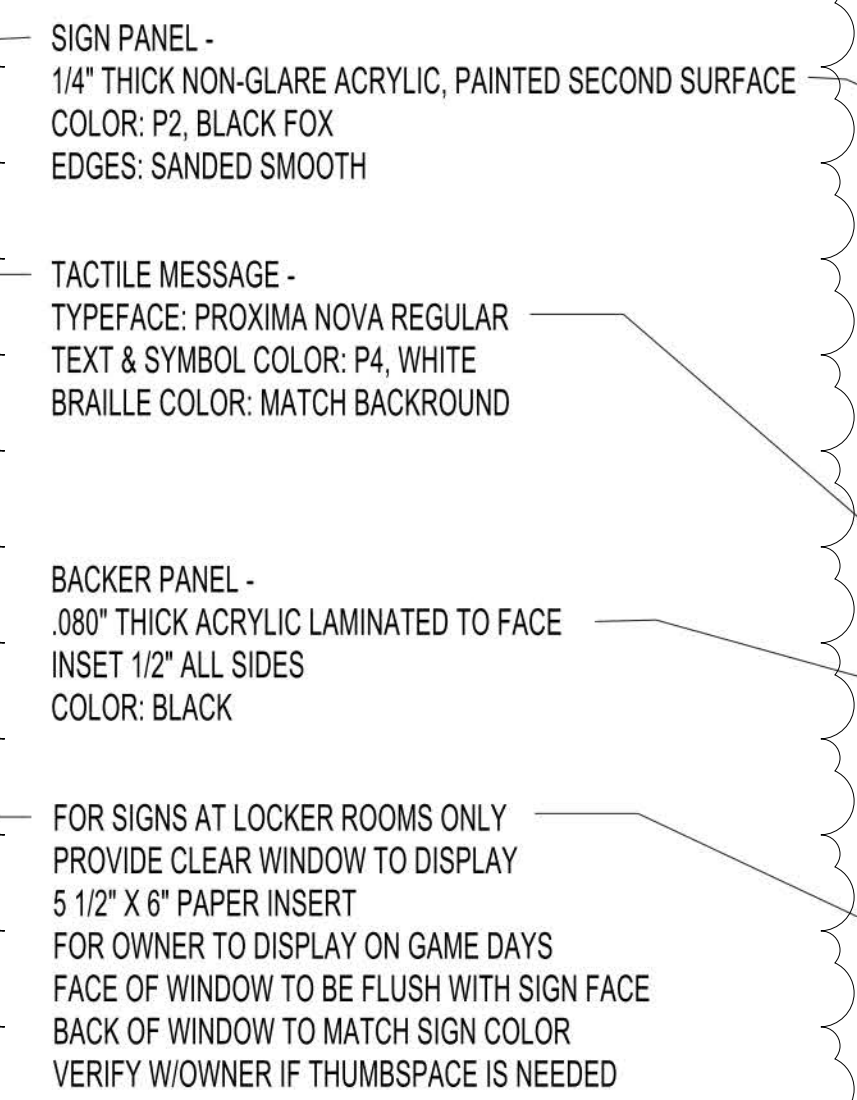 SIGN PANEL -
1/4" THICK NON-GLARE ACRYLIC, PAINTED SECOND SURFACE
COLOR: P2, BLACK FOX
EDGES: SANDED SMOOTH
TACTILE MESSAGE -
TYPEFACE: PROXIMA NOVA REGULAR
TEXT & SYMBOL COLOR: P4, WHITE
BRAILLE COLOR: MATCH BACKROUND
BACKER PANEL -
.080" THICK ACRYLIC LAMINATED TO FACE
INSET 1/2" ALL SIDES
COLOR: BLACK
FOR SIGNS AT LOCKER ROOMS ONLY
PROVIDE CLEAR WINDOW TO DISPLAY
5 1/2" X 6" PAPER INSERT
FOR OWNER TO DISPLAY ON GAME DAYS
FACE OF WINDOW TO BE FLUSH WITH SIGN FACE
BACK OF WINDOW TO MATCH SIGN COLOR
VERIFY W/OWNER IF THUMBSPACE IS NEEDED